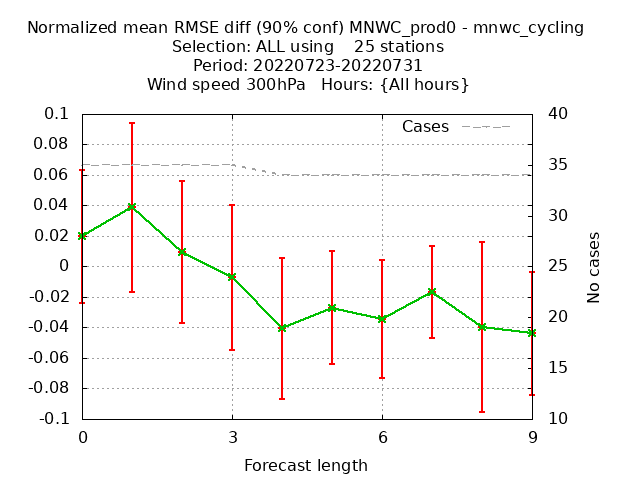 Normalized mean RMSE diff (90% conf) MNWC_prod0 - mnwc_cycling
Selection: ALL using    25 stations
Period: 20220723-20220731
Wind speed 300hPa   Hours: {All hours}
0.1
0.08
0.06
0.04
0.02
0
-0.02
-0.04
-0.06
-0.08
-0.1
Cases
40
35
30
25
20
15
10
No cases
0 3 6 9
Forecast length